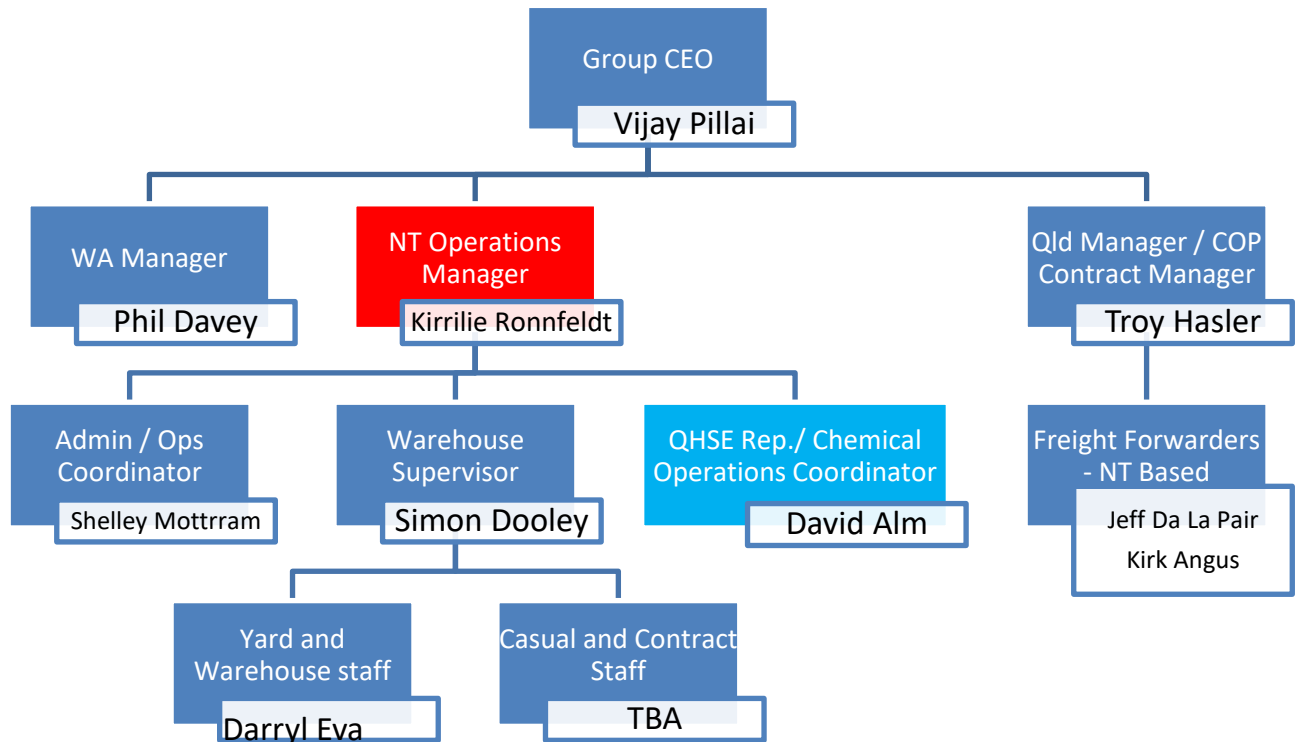 Group CEO
Vijay Pillai
WA Manager
Phil Davey
NT Operations
Manager
Kirrilie Ronnfeldt
Qld Manager / COP
Contract Manager
Troy Hasler
Admin / Ops
Coordinator
Shelley Mottrram
Warehouse
Supervisor
Simon Dooley
QHSE Rep./ Chemical
Operations Coordinator
David Alm
Freight Forwarders
- NT Based
Jeff Da La Pair
Kirk Angus
Yard and
Warehouse staff
Darryl Eva
Casual and Contract
Staff
TBA